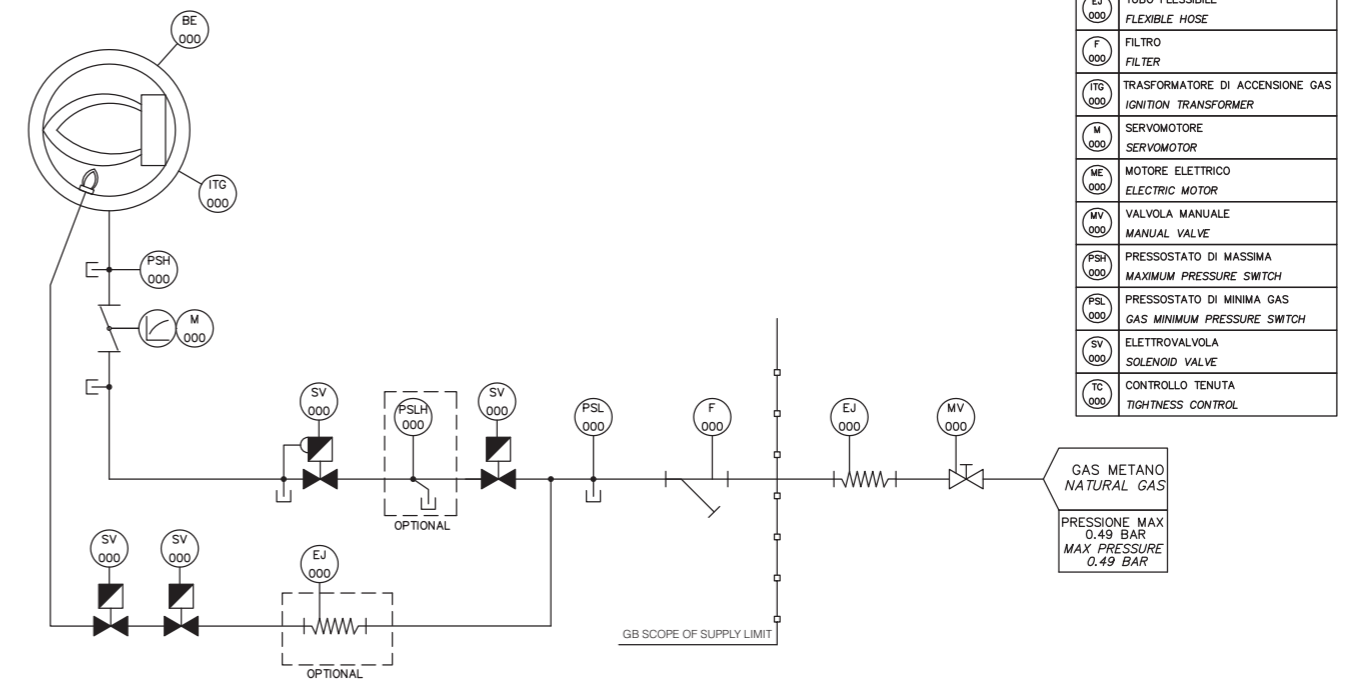 BE
000
ITG
000
PSH
000
M
000
SV
000
PSLH
000
SV
000
PSL
000
F
000
EJ
000
MV
000
OPTIONAL
SV
000
SV
000
EJ
000
OPTIONAL
GB SCOPE OF SUPPLY LIMIT
GAS METANO
NATURAL GAS
PRESSIONE MAX
0.49 BAR
MAX PRESSURE
0.49 BAR
EJ
000
FLEXIBLE HOSE
F
000
FILTRO
FILTER
ITG
000
TRASFORMATORE DI ACCENSIONE GAS
IGNITION TRANSFORMER
M
000
SERVOMOTORE
SERVOMOTOR
ME
000
MOTORE ELETTRICO
ELECTRIC MOTOR
MV
000
VALVOLA MANUALE
MANUAL VALVE
PSH
000
PRESSOSTATO DI MASSIMA
MAXIMUM PRESSURE SWITCH
PSL
000
PRESSOSTATO DI MINIMA GAS
GAS MINIMUM PRESSURE SWITCH
SV
000
ELETTROVALVOLA
SOLENOID VALVE
TC
000
CONTROLLO TENUTA
TIGHTNESS CONTROL